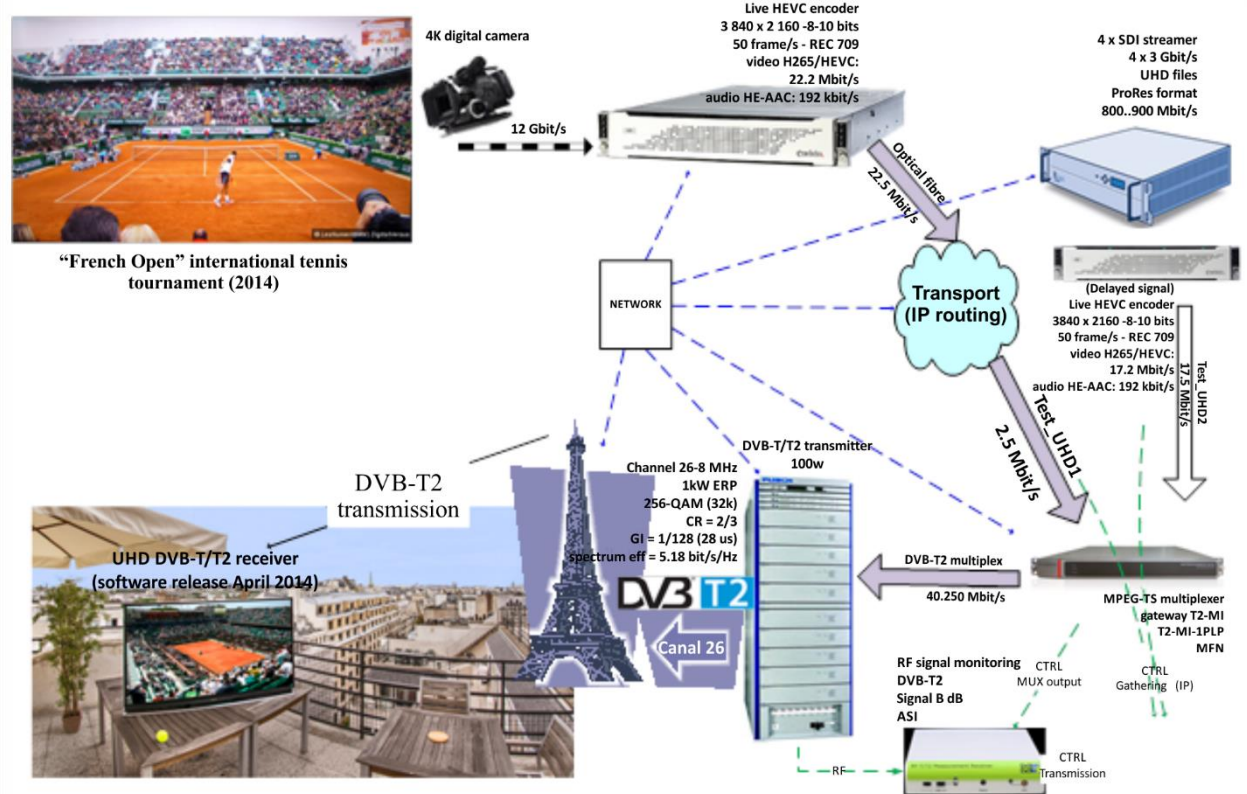 4K digital camera
12 Gbit/s
Live HEVC encoder
3 840 x 2 160 -8-10 bits
50 frame/s - REC 709
video H265/HEVC:
22.2 Mbit/s
audio HE-AAC: 192 kbit/s
4 x SDI streamer
4 x 3 Gbit/s
UHD files
ProRes format
800..900 Mbit/s
“French Open” international tennis
tournament (2014)
Optical fibre
22.5 Mbit/s
NETWORK
Transport
(IP routing)
(Delayed signal)
Live HEVC encoder
3840 x 2160 -8-10 bits
50 frame/s - REC 709
video H265/HEVC:
17.2 Mbit/s
audio HE-AAC: 192 kbit/s
Test_UHD2
17.5 Mbit/s
Test_UHD1
2.5 Mbit/s
DVB-T2
transmission
Channel 26-8 MHz
1kW ERP
256-QAM (32k)
CR = 2/3
GI = 1/128 (28 us)
spectrum eff = 5.18 bit/s/Hz
DVB-T/T2 transmitter
100w
UHD DVB-T/T2 receiver
(software release April 2014)
DVB T2
Canal 26
DVB-T2 multiplex
40.250 Mbit/s
MPEG-TS multiplexer
gateway T2-MI
T2-MI-1PLP
MFN
CTRL
MUX output
CTRL
Gathering (IP)
RF signal monitoring
DVB-T2
Signal B dB
ASI
RF
CTRL
Transmission